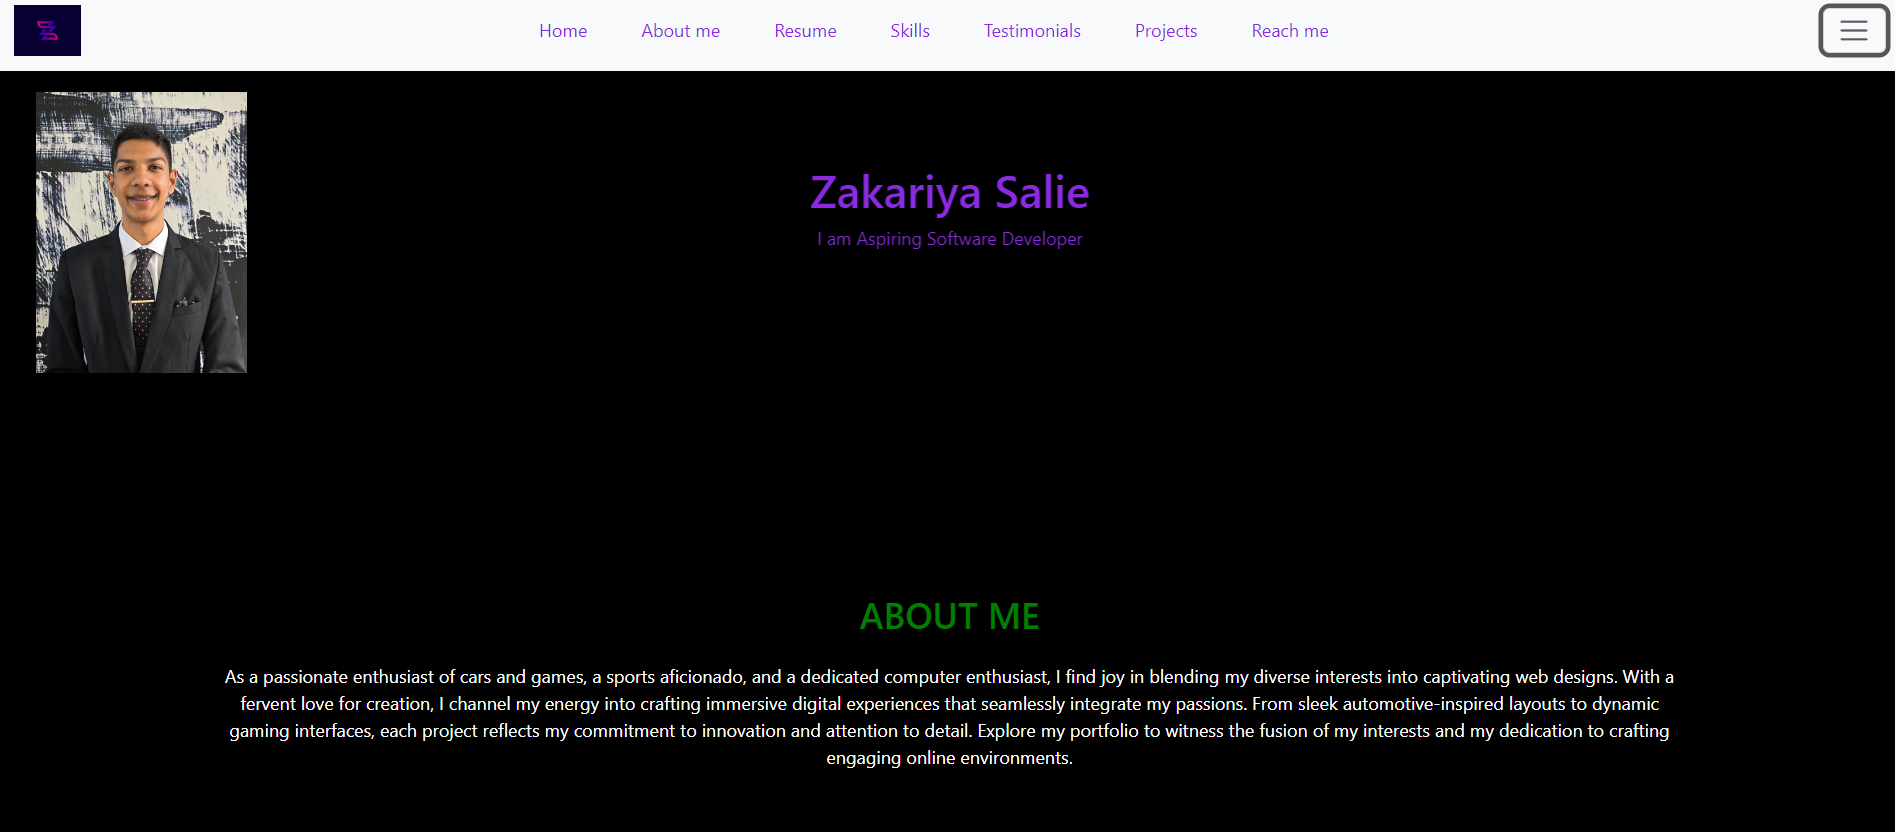 Home About me Resume Skills Testimonials Projects Reach me
Zakariya Salie
I am Aspiring Software Developer
ABOUT ME
As a passionate enthusiast of cars and games, a sports aficionado, and a dedicated computer enthusiast, I find joy in blending my diverse interests into captivating web designs. With a
fervent love for creation, I channel my energy into crafting immersive digital experiences that seamlessly integrate my passions. From sleek automotive-inspired layouts to dynamic
gaming interfaces, each project reflects my commitment to innovation and attention to detail. Explore my portfolio to witness the fusion of my interests and my dedication to crafting
engaging online environments.